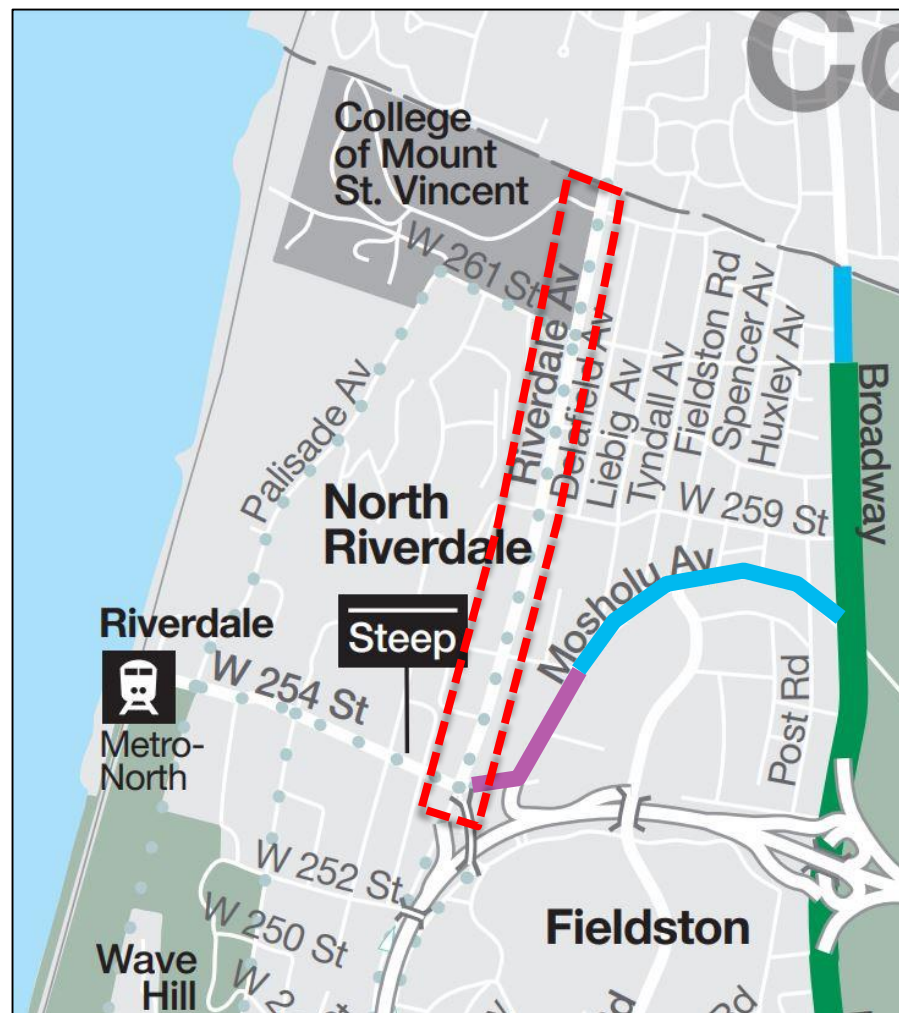 Co
College
of Mount
St. Vincent
W 261 St
Riverdale Av
Delafield Av
Liebig Av
Tyndall Av
Fieldston Rd
Spencer Av
Huxley Av
Broadway
Palisade Av
North
Riverdale
W 259 St
Mosholu Av
Steep
Riverdale
W 254 St
Metro-
North
Post Rd
W 252 St
W 250 St
Fieldston
Wave
Hill
W 2